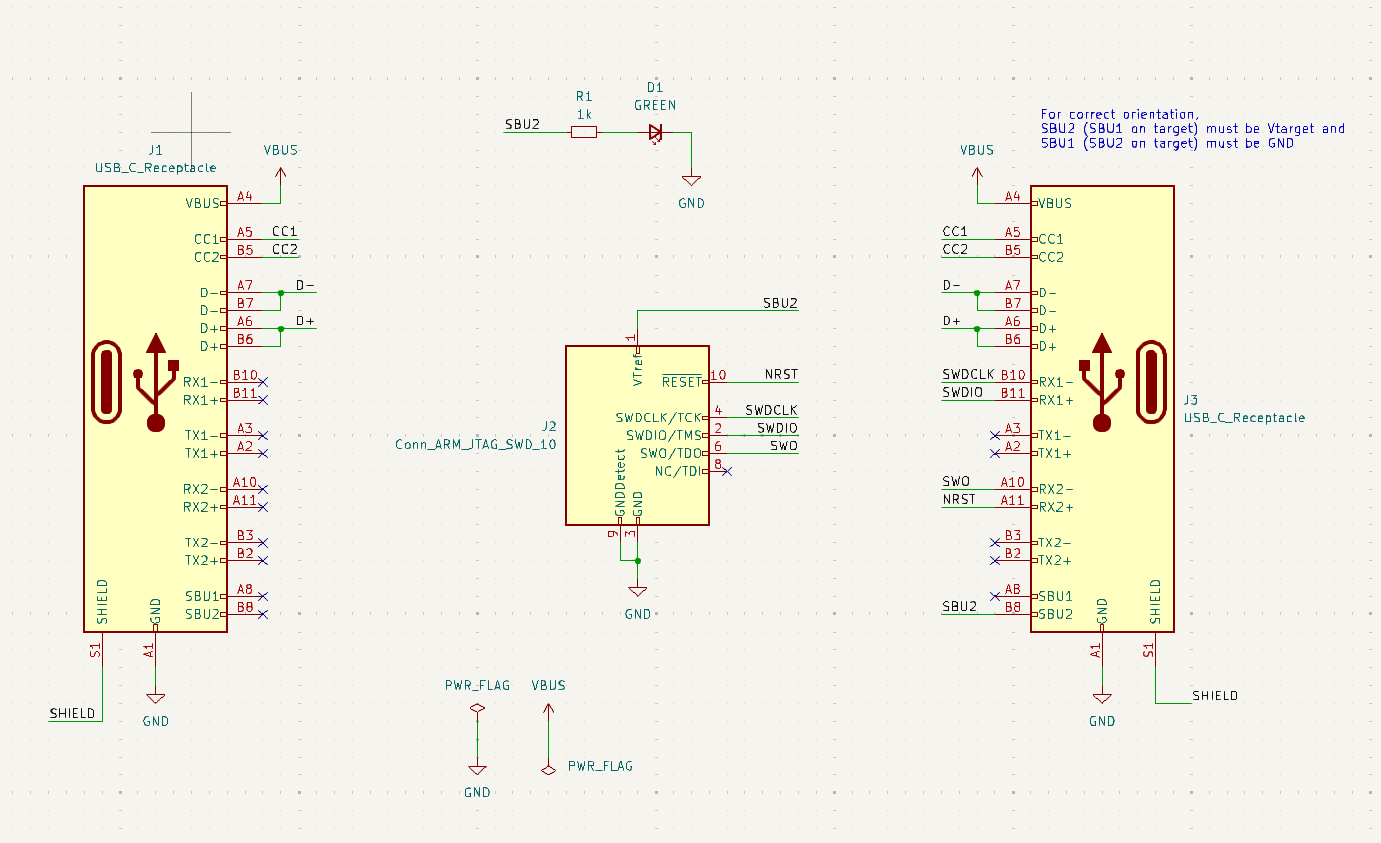 J1
USB_C_Receptacle
VBUS
VBUS
A4
CC1
A5
CC1
CC2
B5
CC2
D-
A7
D-
D-
B7
D+
A6
D+
D+
B6
RX1-
B10
RX1+
B11
TX1-
A3
TX1+
A2
RX2-
A10
RX2+
A11
TX2-
B3
TX2+
B2
SBU1
A8
SBU2
B8
SHIELD
GND
S1
A1
SHIELD
GND
SBU2
R1
1k
D1
GREEN
GND
SBU2
1
VTref
RESET
10
NRST
SWDCLK/TCK
4
SWDCLK
SWDIO/TMS
2
SWDIO
SWO/TDO
6
SWO
NC/TDI
8
J2
Conn_ARM_JTAG_SWD_10
GNDDetect
GND
9
3
GND
PWR_FLAG
GND
VBUS
PWR_FLAG
For correct orientation,
SBU2 (SBU1 on target) must be Vtarget and
SBU1 (SBU2 on target) must be GND
VBUS
A4
VBUS
CC1
A5
CC1
CC2
B5
CC2
D-
A7
D-
B7
D-
D+
A6
D+
B6
D+
SWDCLK
B10
RX1-
SWDIO
B11
RX1+
A3
TX1-
A2
TX1+
SWO
A10
RX2-
NRST
A11
RX2+
B3
TX2-
B2
TX2+
A8
SBU1
SBU2
B8
SBU2
J3
USB_C_Receptacle
GND
SHIELD
A1
S1
GND
SHIELD